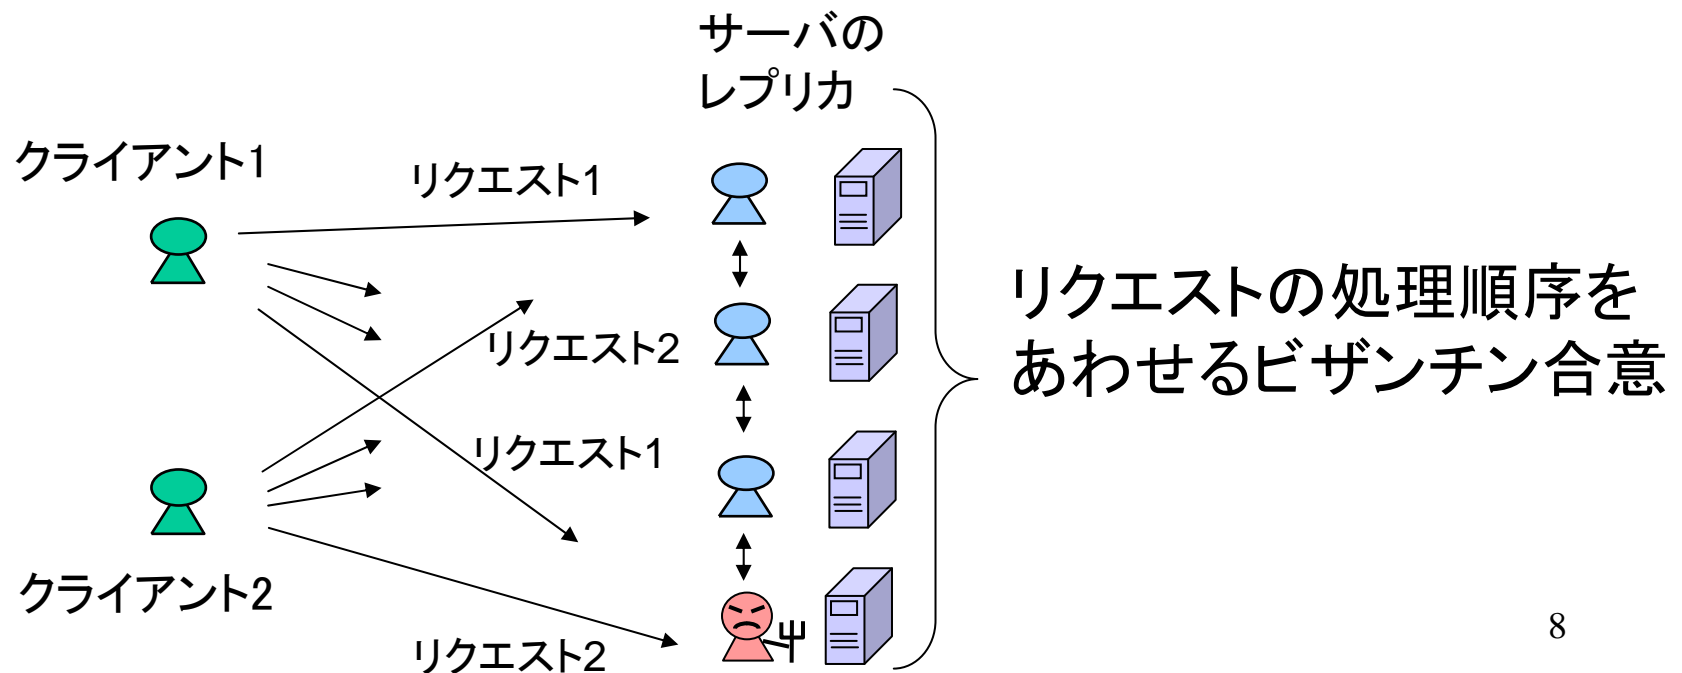 サーバの
レプリカ
クライアント1
リクエスト1
リクエスト2
リクエストの処理順序を
あわせるビザンチン合意
リクエスト1
クライアント2
リクエスト2
8